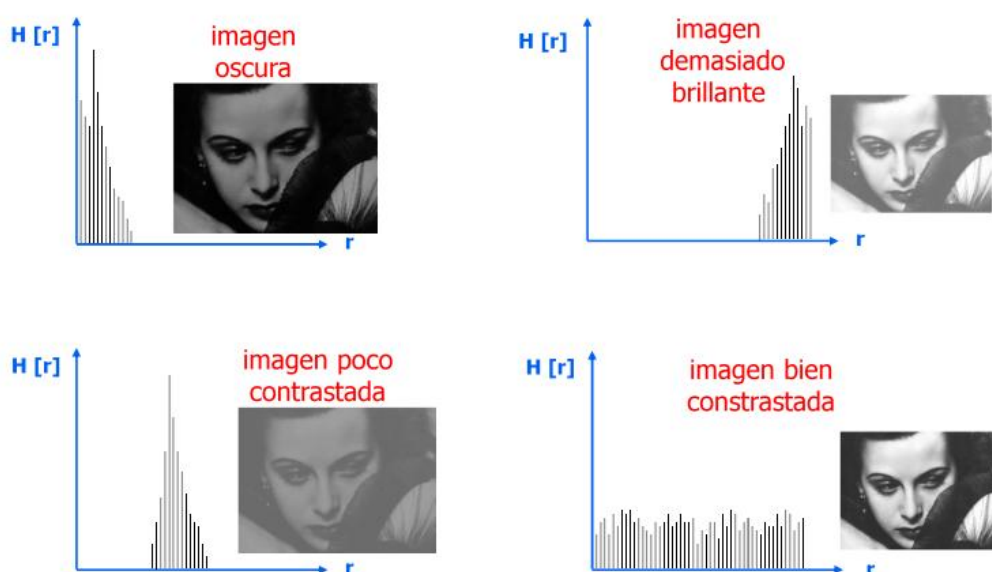 H [r]
imagen
oscura
r
H [r]
imagen
demasiado
brillante
r
H [r]
imagen poco
contrastada
r
H [r]
imagen bien
constrastada
r